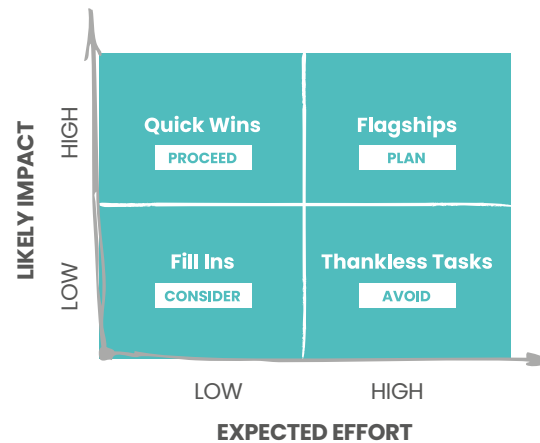 LIKELY IMPACT
HIGH
LOW
Quick Wins
PROCEED
Flagships
PLAN
Fill Ins
CONSIDER
Thankless Tasks
AVOID
LOW
HIGH
EXPECTED EFFORT